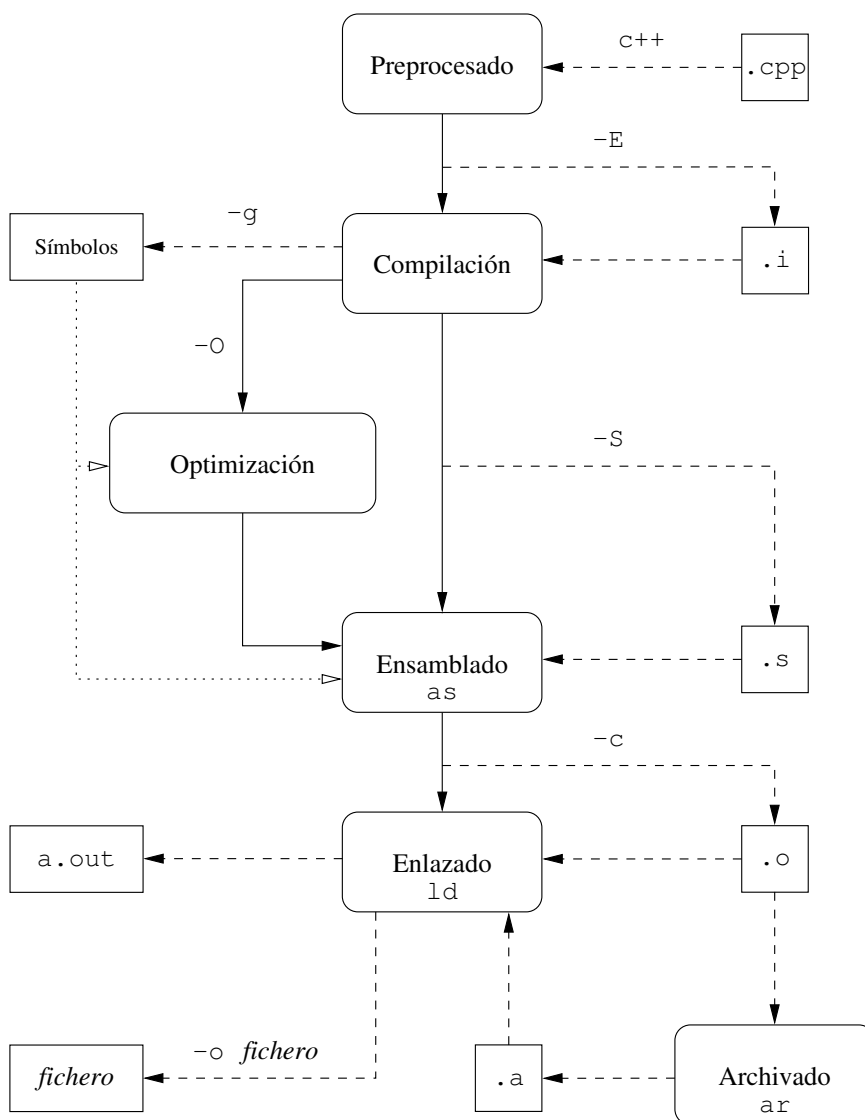 c++
Preprocesado
.cpp
-E
-g
Símbolos
Compilación
.i
-O
Optimización
-S
Ensamblado
as
.s
-c
a.out
Enlazado
ld
.o
-o fichero
fichero
.a
Archivado
ar